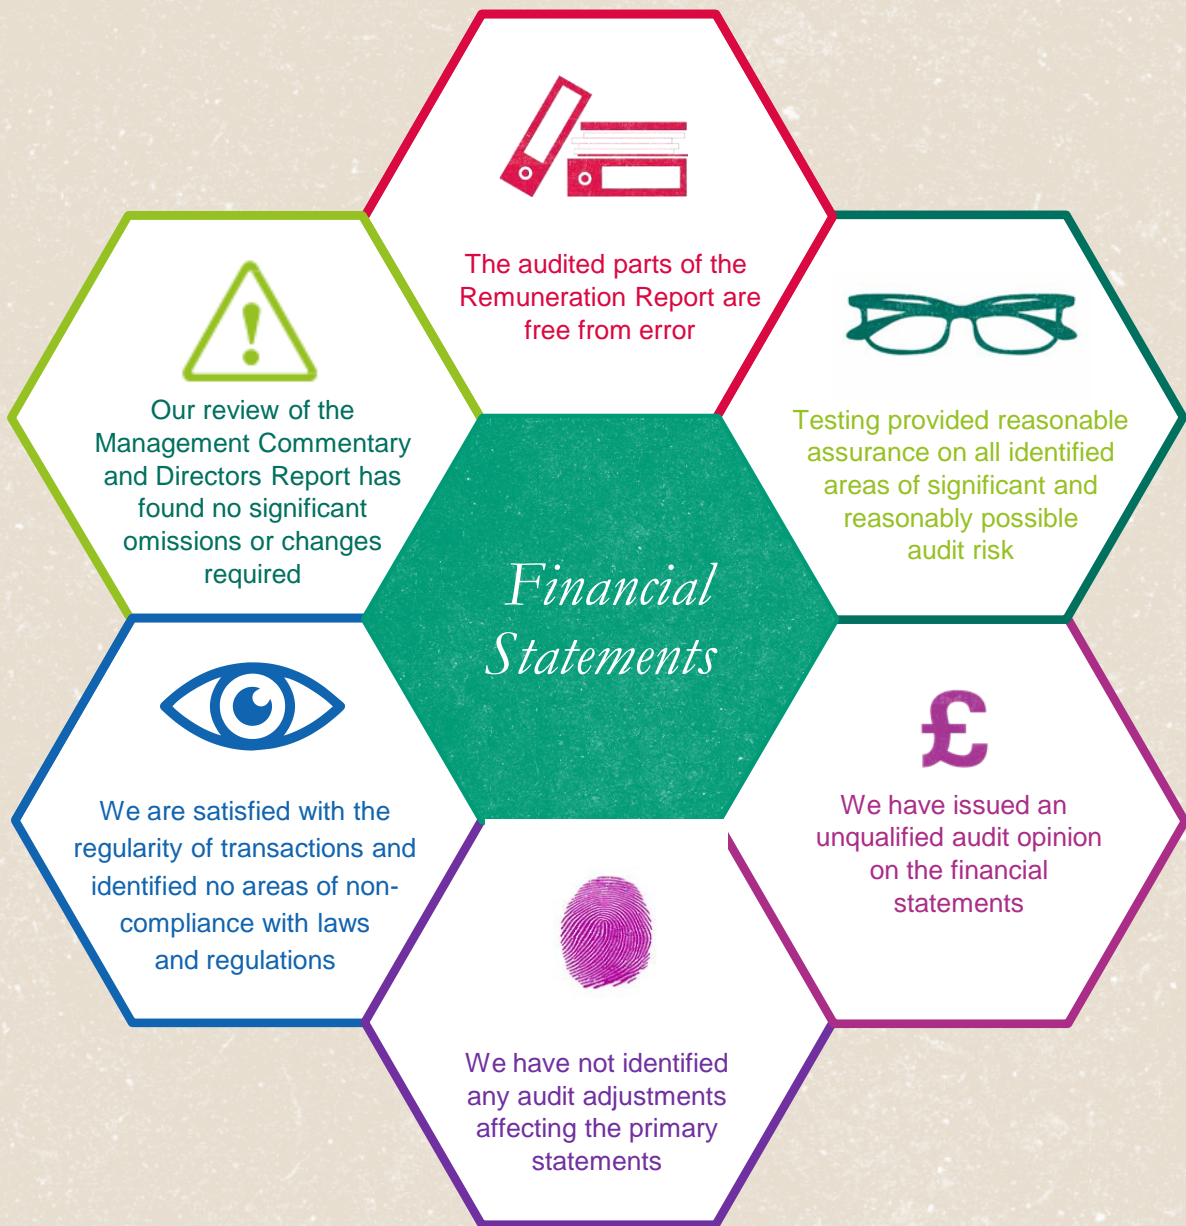 The audited parts of the
Remuneration Report are
free from error
Our review of the
Management Commentary
and Directors Report has
found no significant
omissions or changes
required
Testing provided reasonable
assurance on all identified
areas of significant and
reasonably possible
audit risk
Financial
Statements
We are satisfied with the
regularity of transactions and
identified no areas of non-
compliance with laws
and regulations
£
We have issued an
unqualified audit opinion
on the financial
statements
We have not identified
any audit adjustments
affecting the primary
statements